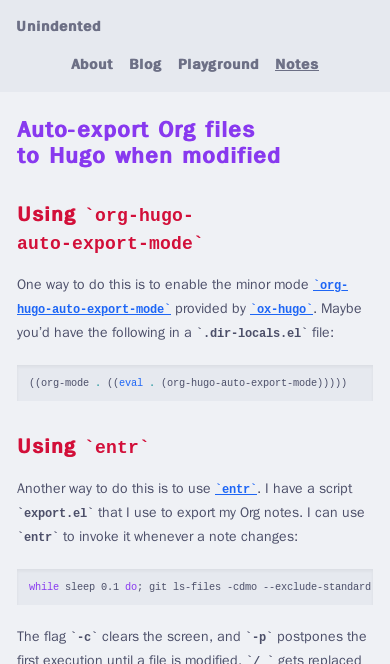 Unindented
About Blog Playground Notes
Auto-export Org files
to Hugo when modified
Using `org-hugo-
auto-export-mode`
One way to do this is to enable the minor mode `org-
hugo-auto-export-mode` provided by `ox-hugo`. Maybe
you’d have the following in a `.dir-locals.el` file:
((org-mode . ((eval . (org-hugo-auto-export-mode)))))
Using `entr`
Another way to do this is to use `entr`. I have a script
`export.el` that I use to export my Org notes. I can use
`entr` to invoke it whenever a note changes:
while sleep 0.1 do; git ls-files -cdmo --exclude-standard
The flag `-c` clears the screen, and `-p` postpones the
first execution until a file is modified. `/_` gets replaced